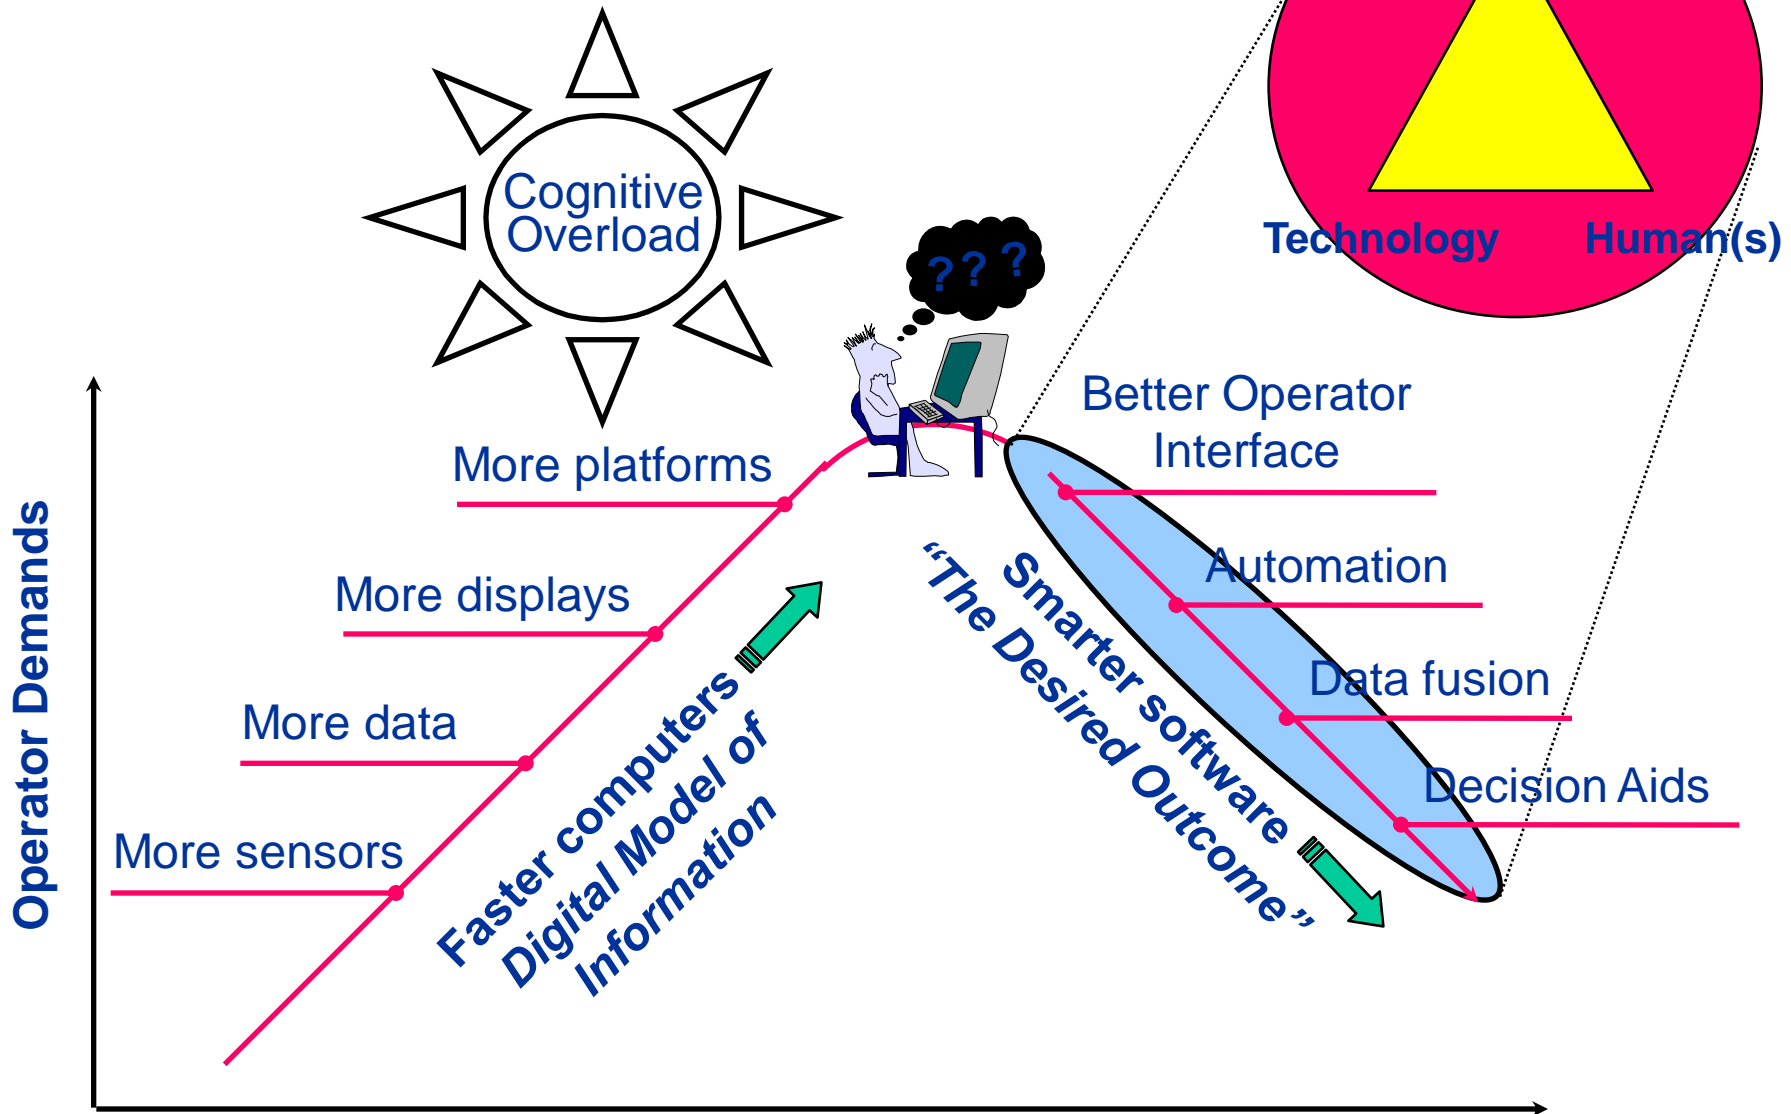 Cognitive
Overload
? ? ?
Technology
Human(s)
Operator Demands
More platforms
More displays
More data
More sensors
Faster computers
Digital Model of
Information
Better Operator
Interface
Automation
Data fusion
Decision Aids
Smarter software
“The Desired Outcome”